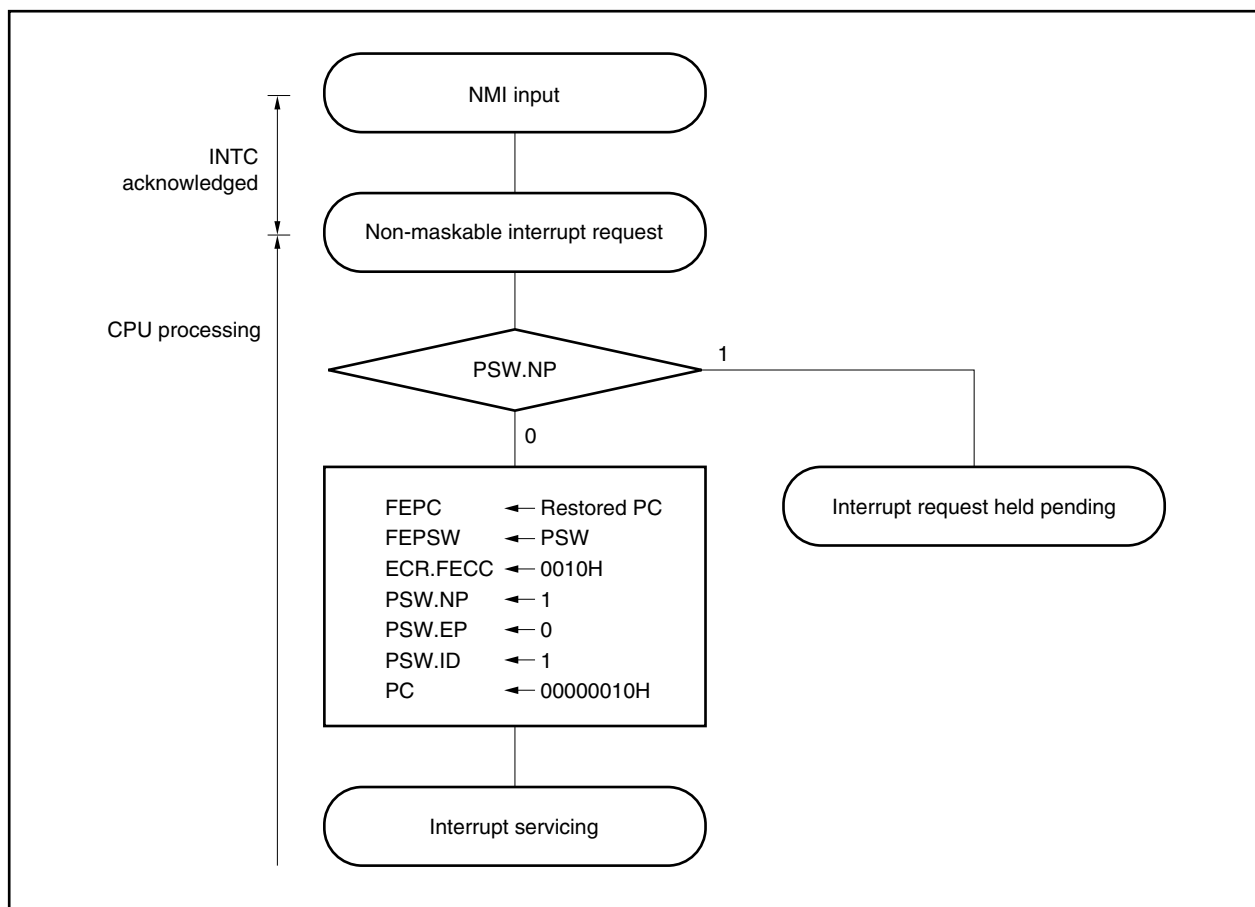 NMI input
INTC
acknowledged
Non-maskable interrupt request
CPU processing
PSW.NP
1
0
FEPC ← Restored PC
FEPSW ← PSW
ECR.FECC ← 0010H
PSW.NP ← 1
PSW.EP ← 0
PSW.ID ← 1
PC ← 00000010H
Interrupt request held pending
Interrupt servicing